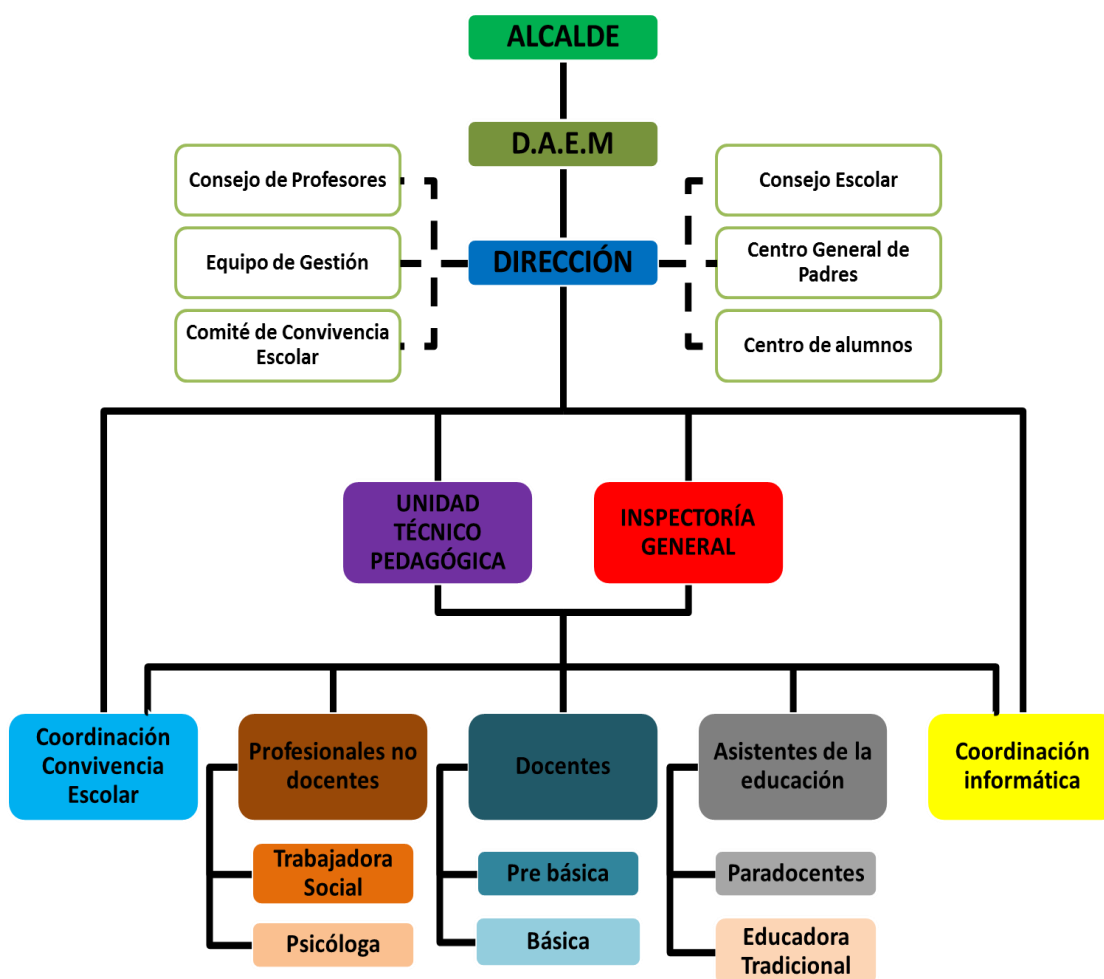 ALCALDE
D.A.E.M
Consejo de Profesores
Consejo Escolar
Equipo de Gestión
DIRECCIÓN
Centro General de
Padres
Comité de Convivencia
Escolar
Centro de alumnos
UNIDAD
TÉCNICO
PEDAGÓGICA
INSPECTORÍA
GENERAL
Coordinación
Convivencia
Escolar
Profesionales no
docentes
Docentes
Asistentes de la
educación
Coordinación
informática
Trabajadora
Social
Pre básica
Paradocentes
Psicóloga
Básica
Educadora
Tradicional